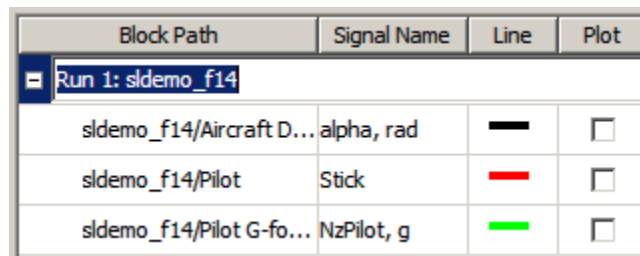 Block Path Signal Name Line Plot
Run 1: sldemo_f14
sldemo_f14/Aircraft D... alpha, rad
sldemo_f14/Pilot Stick
sldemo_f14/Pilot G-fo... NzPilot, g